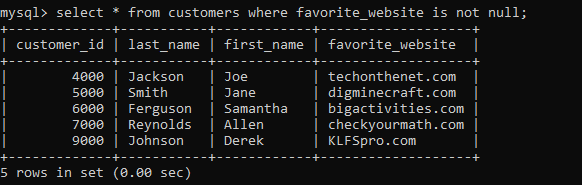 mysql> select * from customers where favorite_website is not null;
+-------------+-----------+------------+--------------------+
| customer_id | last_name | first_name | favorite_website   |
+-------------+-----------+------------+--------------------+
|        4000 | Jackson   | Joe        | techonthenet.com   |
|        5000 | Smith     | Jane       | digminecraft.com   |
|        6000 | Ferguson  | Samantha   | bigactivities.com  |
|        7000 | Reynolds  | Allen      | checkyourmath.com  |
|        9000 | Johnson   | Derek      | KLFSpro.com        |
+-------------+-----------+------------+--------------------+
5 rows in set (0.00 sec)